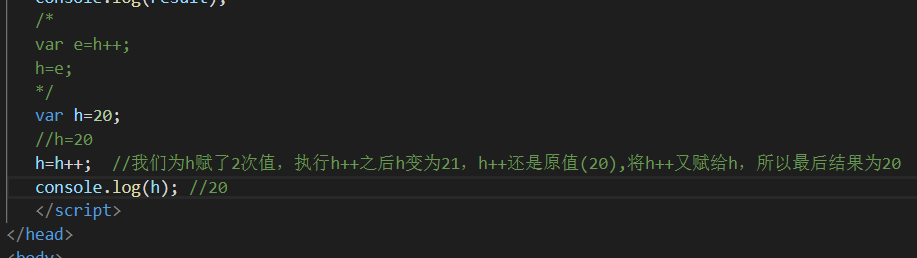 console.log(result);
/*
var e=h++;
h=e;
*/
var h=20;
//h=20
h=h++;  //我们为h赋了2次值，执行h++之后h变为21，h++还是原值(20),将h++又赋给h，所以最后结果为20
console.log(h); //20
</script>
</head>
<body>